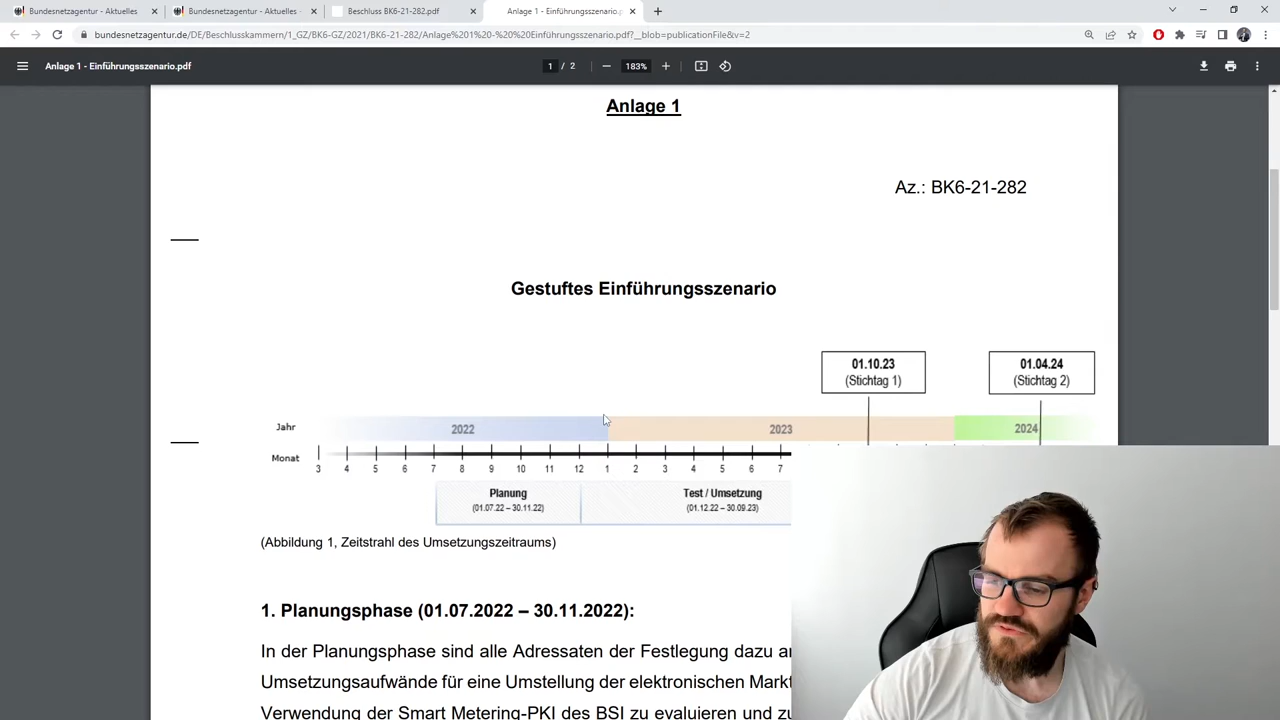 Bundesnetzagentur - Aktuelles
Bundesnetzagentur - Aktuelles -
Beschluss BK6-21-282.pdf
Anlage 1 - Einführungsszenario.p
bundesnetzagentur.de/DE/Beschlusskammern/1_GZ/BK6-GZ/2021/BK6-21-282/Anlage%201%20-%20%20Einführungsszenario.pdf?__blob=publicationFile&v=2
Anlage 1 - Einführungsszenario.pdf
1 / 2
183%
Anlage 1
Az.: BK6-21-282
Gestuftes Einführungsszenario
01.10.23
(Stichtag 1)
01.04.24
(Stichtag 2)
Jahr 2022 2023 2024
Monat 3 4 5 6 7 8 9 10 11 12 1 2 3 4 5 6 7
Planung
(01.07.22 – 30.11.22)
Test / Umsetzung
(01.12.22 – 30.09.23)
(Abbildung 1, Zeitstrahl des Umsetzungszeitraums)
1. Planungsphase (01.07.2022 – 30.11.2022):
In der Planungsphase sind alle Adressaten der Festlegung dazu
Umsetzungsaufwände für eine Umstellung der elektronischen
Verwendung der Smart Metering-PKI des BSI zu evaluieren und